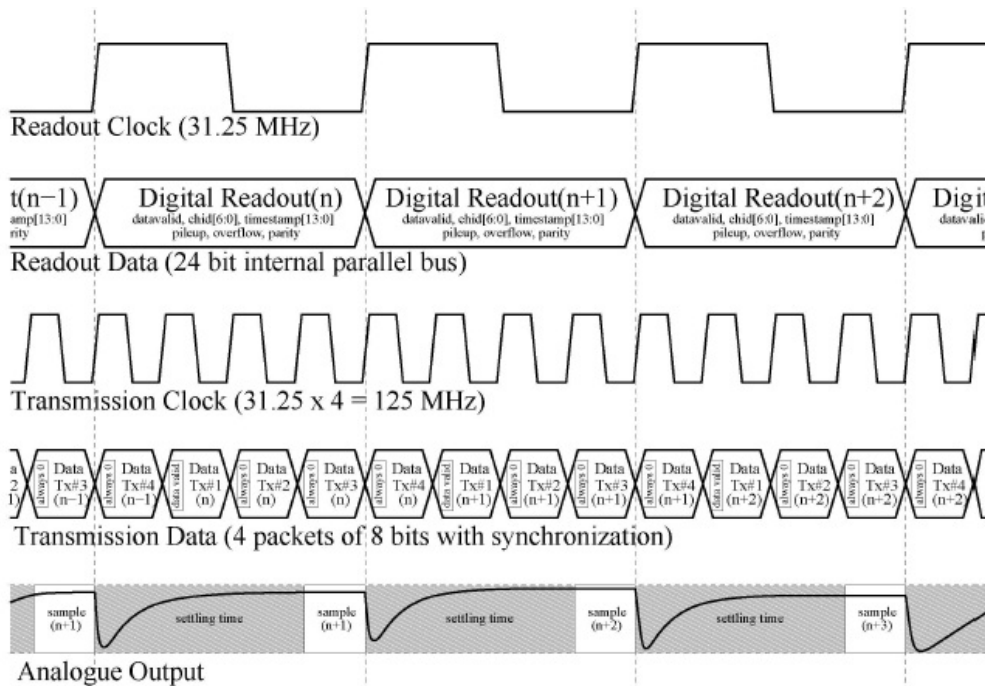 Readout Clock (31.25 MHz)
t(n−1) Digital Readout(n) Digital Readout(n+1) Digital Readout(n+2) Digit
amp[13:0] datavalid, chid[6:0], timestamp[13:0] datavalid, chid[6:0], timestamp[13:0] datavalid, chid[6:0], timestamp[13:0] datavalid
rity pileup, overflow, parity pileup, overflow, parity pileup, overflow, parity p
Readout Data (24 bit internal parallel bus)
Transmission Clock (31.25 x 4 = 125 MHz)
a always 0 Data always 0 Data data valid Data always 0 Data always 0 Data always 0 Data data valid Data always 0 Data always 0 Data always 0 Data data valid Data always 0 Data always 0 Data always 0 Data
2 Tx#3 Tx#4 Tx#1 Tx#2 Tx#3 Tx#4 Tx#1 Tx#2 Tx#3 Tx#4 Tx#1 Tx#2 Tx#3 Tx#4
1) (n−1) (n−1) (n) (n) (n) (n) (n+1) (n+1) (n+1) (n+1) (n+2) (n+2) (n+2) (n+2)
Transmission Data (4 packets of 8 bits with synchronization)
sample settling time sample settling time sample settling time sample
(n+1) (n+1) (n+2) (n+3)
Analogue Output